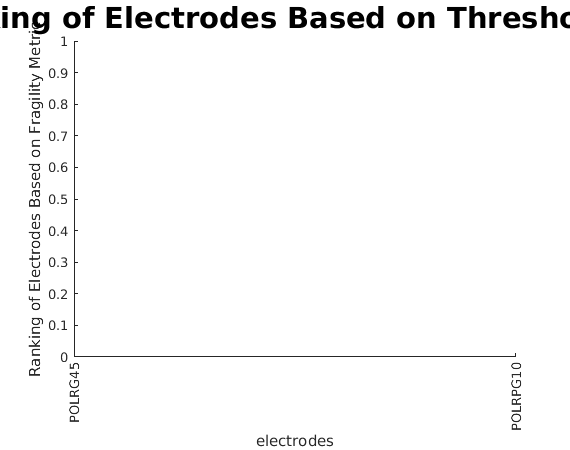 ing of Electrodes Based on Thresho
Ranking of Electrodes Based on Fragility Metric
1
0.9
0.8
0.7
0.6
0.5
0.4
0.3
0.2
0.1
0
POLRG45
POLRPG10
electrodes